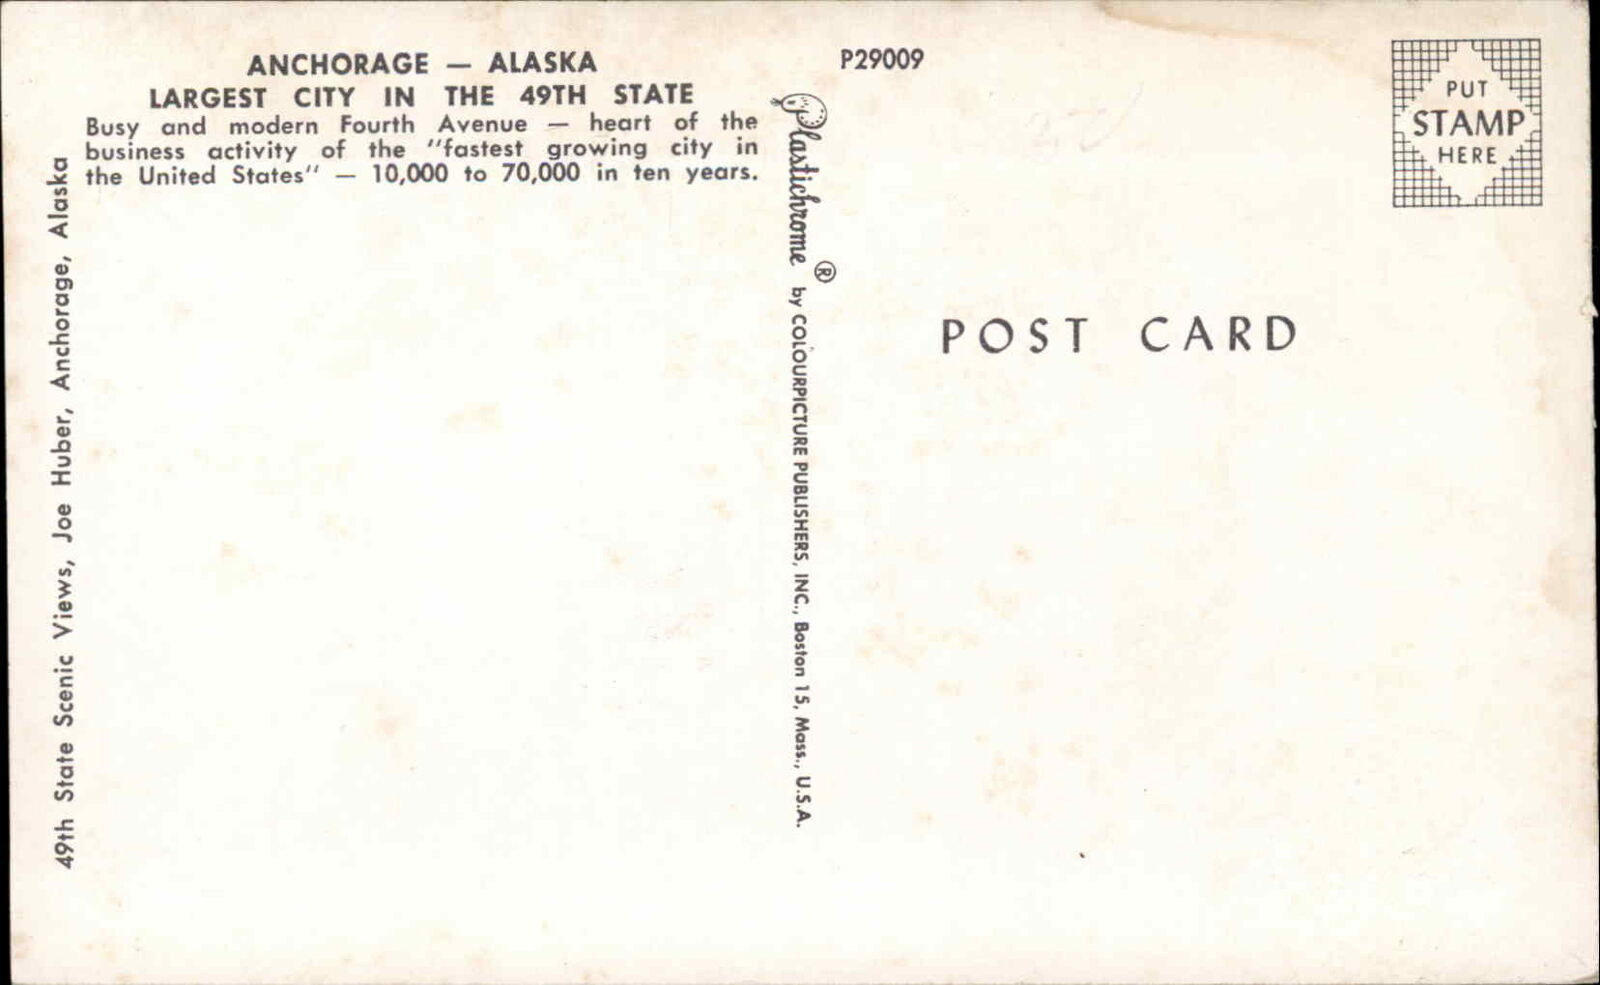 ANCHORAGE — ALASKA
LARGEST CITY IN THE 49TH STATE
Busy and modern Fourth Avenue — heart of the
business activity of the "fastest growing city in
the United States" — 10,000 to 70,000 in ten years.
49th State Scenic Views, Joe Huber, Anchorage, Alaska
Plastichrome ® by COLOURPICTURE PUBLISHERS, INC., Boston 15, Mass., U.S.A.
P29009
PUT
STAMP
HERE
POST CARD